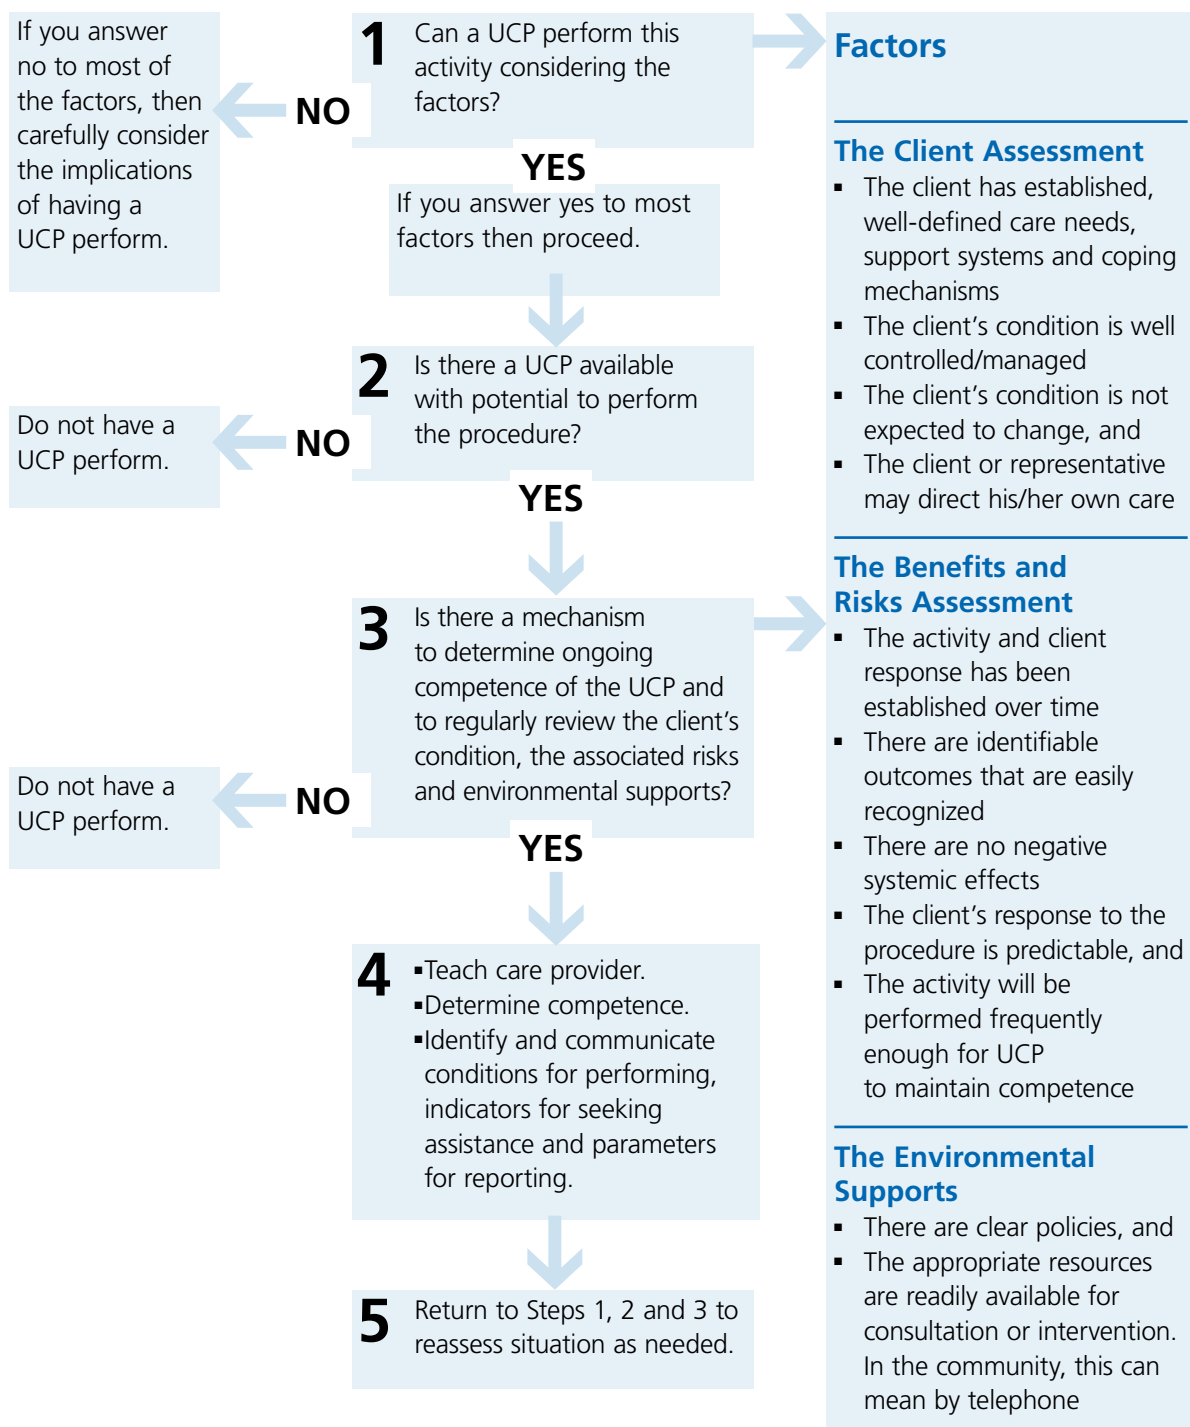 If you answer
no to most of
the factors, then
carefully consider
the implications
of having a
UCP perform.
NO
1 Can a UCP perform this
activity considering the
factors?
YES
If you answer yes to most
factors then proceed.
2 Is there a UCP available
with potential to perform
the procedure?
NO
Do not have a
UCP perform.
YES
3 Is there a mechanism
to determine ongoing
competence of the UCP and
to regularly review the client’s
condition, the associated risks
and environmental supports?
NO
Do not have a
UCP perform.
YES
4 ▪Teach care provider.
▪Determine competence.
▪Identify and communicate
conditions for performing,
indicators for seeking
assistance and parameters
for reporting.
5 Return to Steps 1, 2 and 3 to
reassess situation as needed.
Factors
The Client Assessment
▪ The client has established,
well-defined care needs,
support systems and coping
mechanisms
▪ The client’s condition is well
controlled/managed
▪ The client’s condition is not
expected to change, and
▪ The client or representative
may direct his/her own care
The Benefits and
Risks Assessment
▪ The activity and client
response has been
established over time
▪ There are identifiable
outcomes that are easily
recognized
▪ There are no negative
systemic effects
▪ The client’s response to the
procedure is predictable, and
▪ The activity will be
performed frequently
enough for UCP
to maintain competence
The Environmental
Supports
▪ There are clear policies, and
▪ The appropriate resources
are readily available for
consultation or intervention.
In the community, this can
mean by telephone